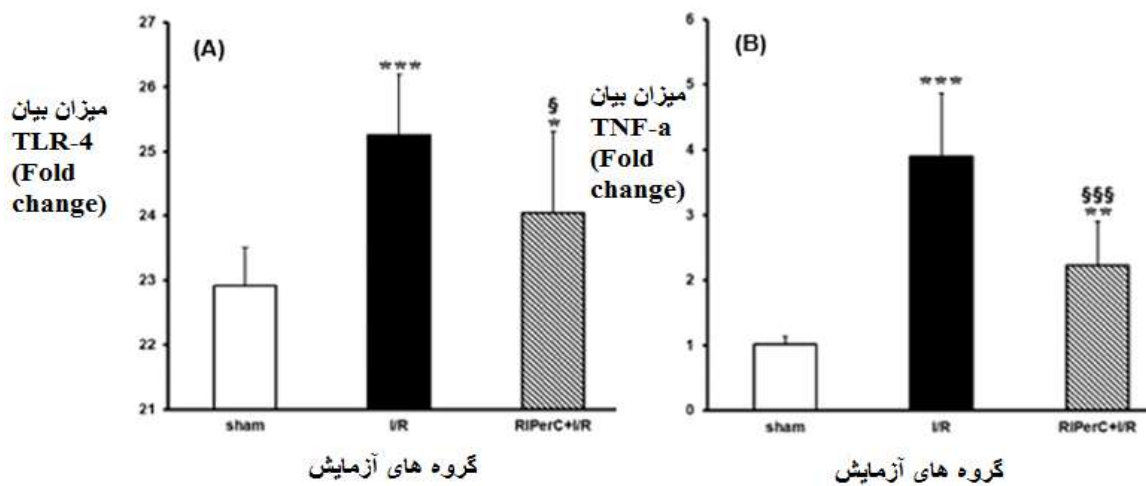 (A)
میزان بیان
TLR-4
(Fold
change)
27
26
25
24
23
22
21
***
§
*
sham
I/R
RIPerC+I/R
گروه های آزمایش
(B)
میزان بیان
TNF-a
(Fold
change)
6
5
4
3
2
1
0
***
§§§
**
sham
I/R
RIPerC+I/R
گروه های آزمایش